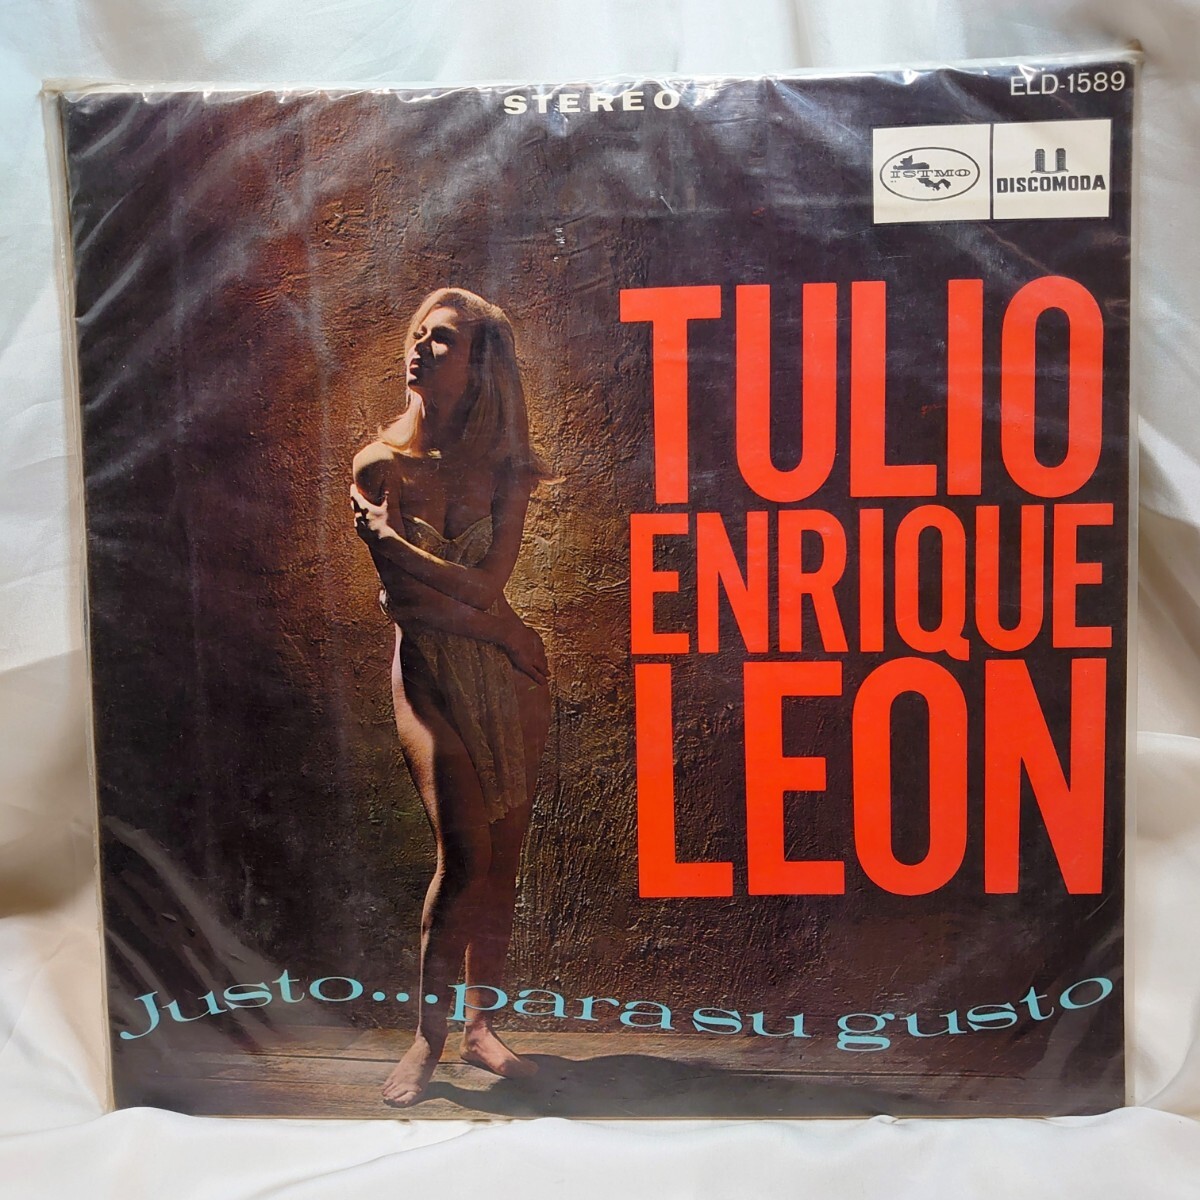 STEREO
ELD-1589
ISTMO
DISCOMODA
TULIO
ENRIQUE
LEON
Justo...para su gusto